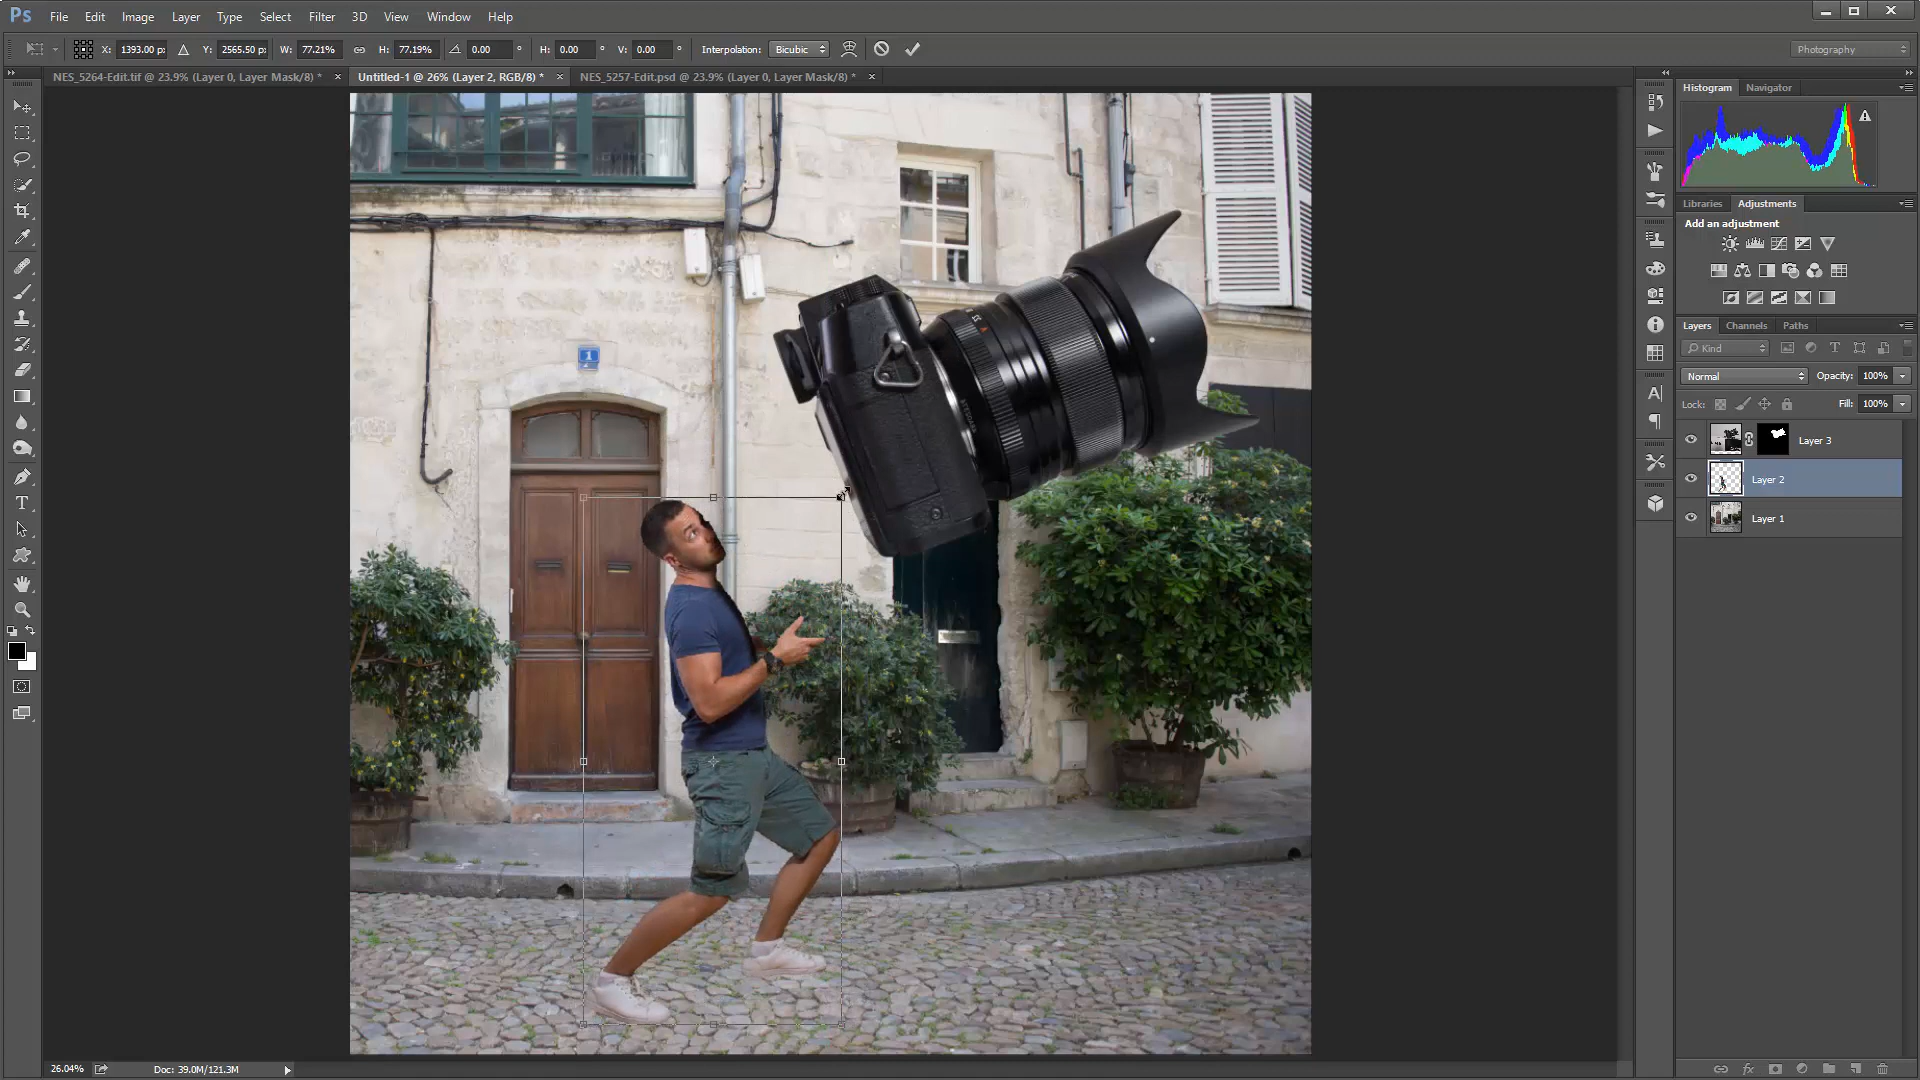 Ps File Edit Image Layer Type Select Filter 3D View Window Help
X: 1393.00 p: Y: 2565.50 p: W: 77.21% H: 77.19% 0.00 ° H: 0.00 ° V: 0.00 ° Interpolation: Bicubic Photography
NES_5264-Edit.tif @ 23.9% (Layer 0, Layer Mask/8) * × Untitled-1 @ 26% (Layer 2, RGB/8) * × NES_5257-Edit.psd @ 23.9% (Layer 0, Layer Mask/8) * ×
Histogram Navigator
Libraries Adjustments
Add an adjustment
Layers Channels Paths
Kind
Normal Opacity: 100%
Lock: Fill: 100%
Layer 3
Layer 2
Layer 1
1
26.04% Doc: 39.0M/121.3M